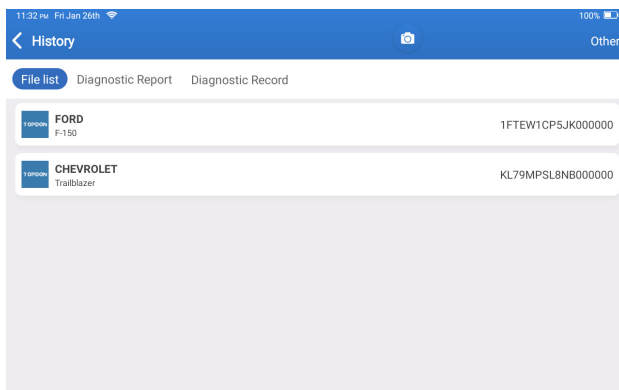 11:32 PM Fri Jan 26th 100%
History Other
File list Diagnostic Report Diagnostic Record
TOPDON FORD 1FTEW1CP5JK000000
F-150
TOPDON CHEVROLET KL79MPSL8NB000000
Trailblazer